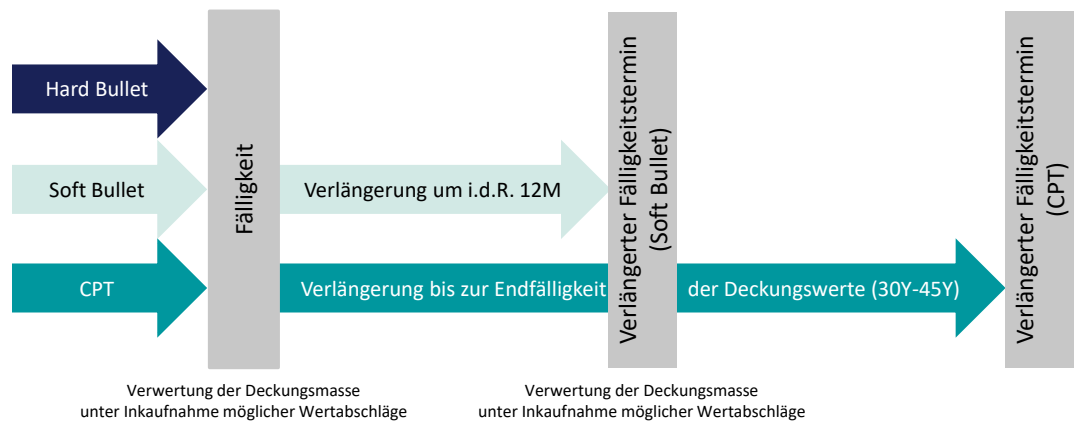 Hard Bullet
Soft Bullet
CPT
Fälligkeit
Verlängerung um i.d.R. 12M
Verlängerung bis zur Endfälligkeit
Verlängerter Fälligkeitstermin
(Soft Bullet)
der Deckungswerte (30Y-45Y)
Verlängerter Fälligkeitstermin
(CPT)
Verwertung der Deckungsmasse
unter Inkaufnahme möglicher Wertabschläge
Verwertung der Deckungsmasse
unter Inkaufnahme möglicher Wertabschläge